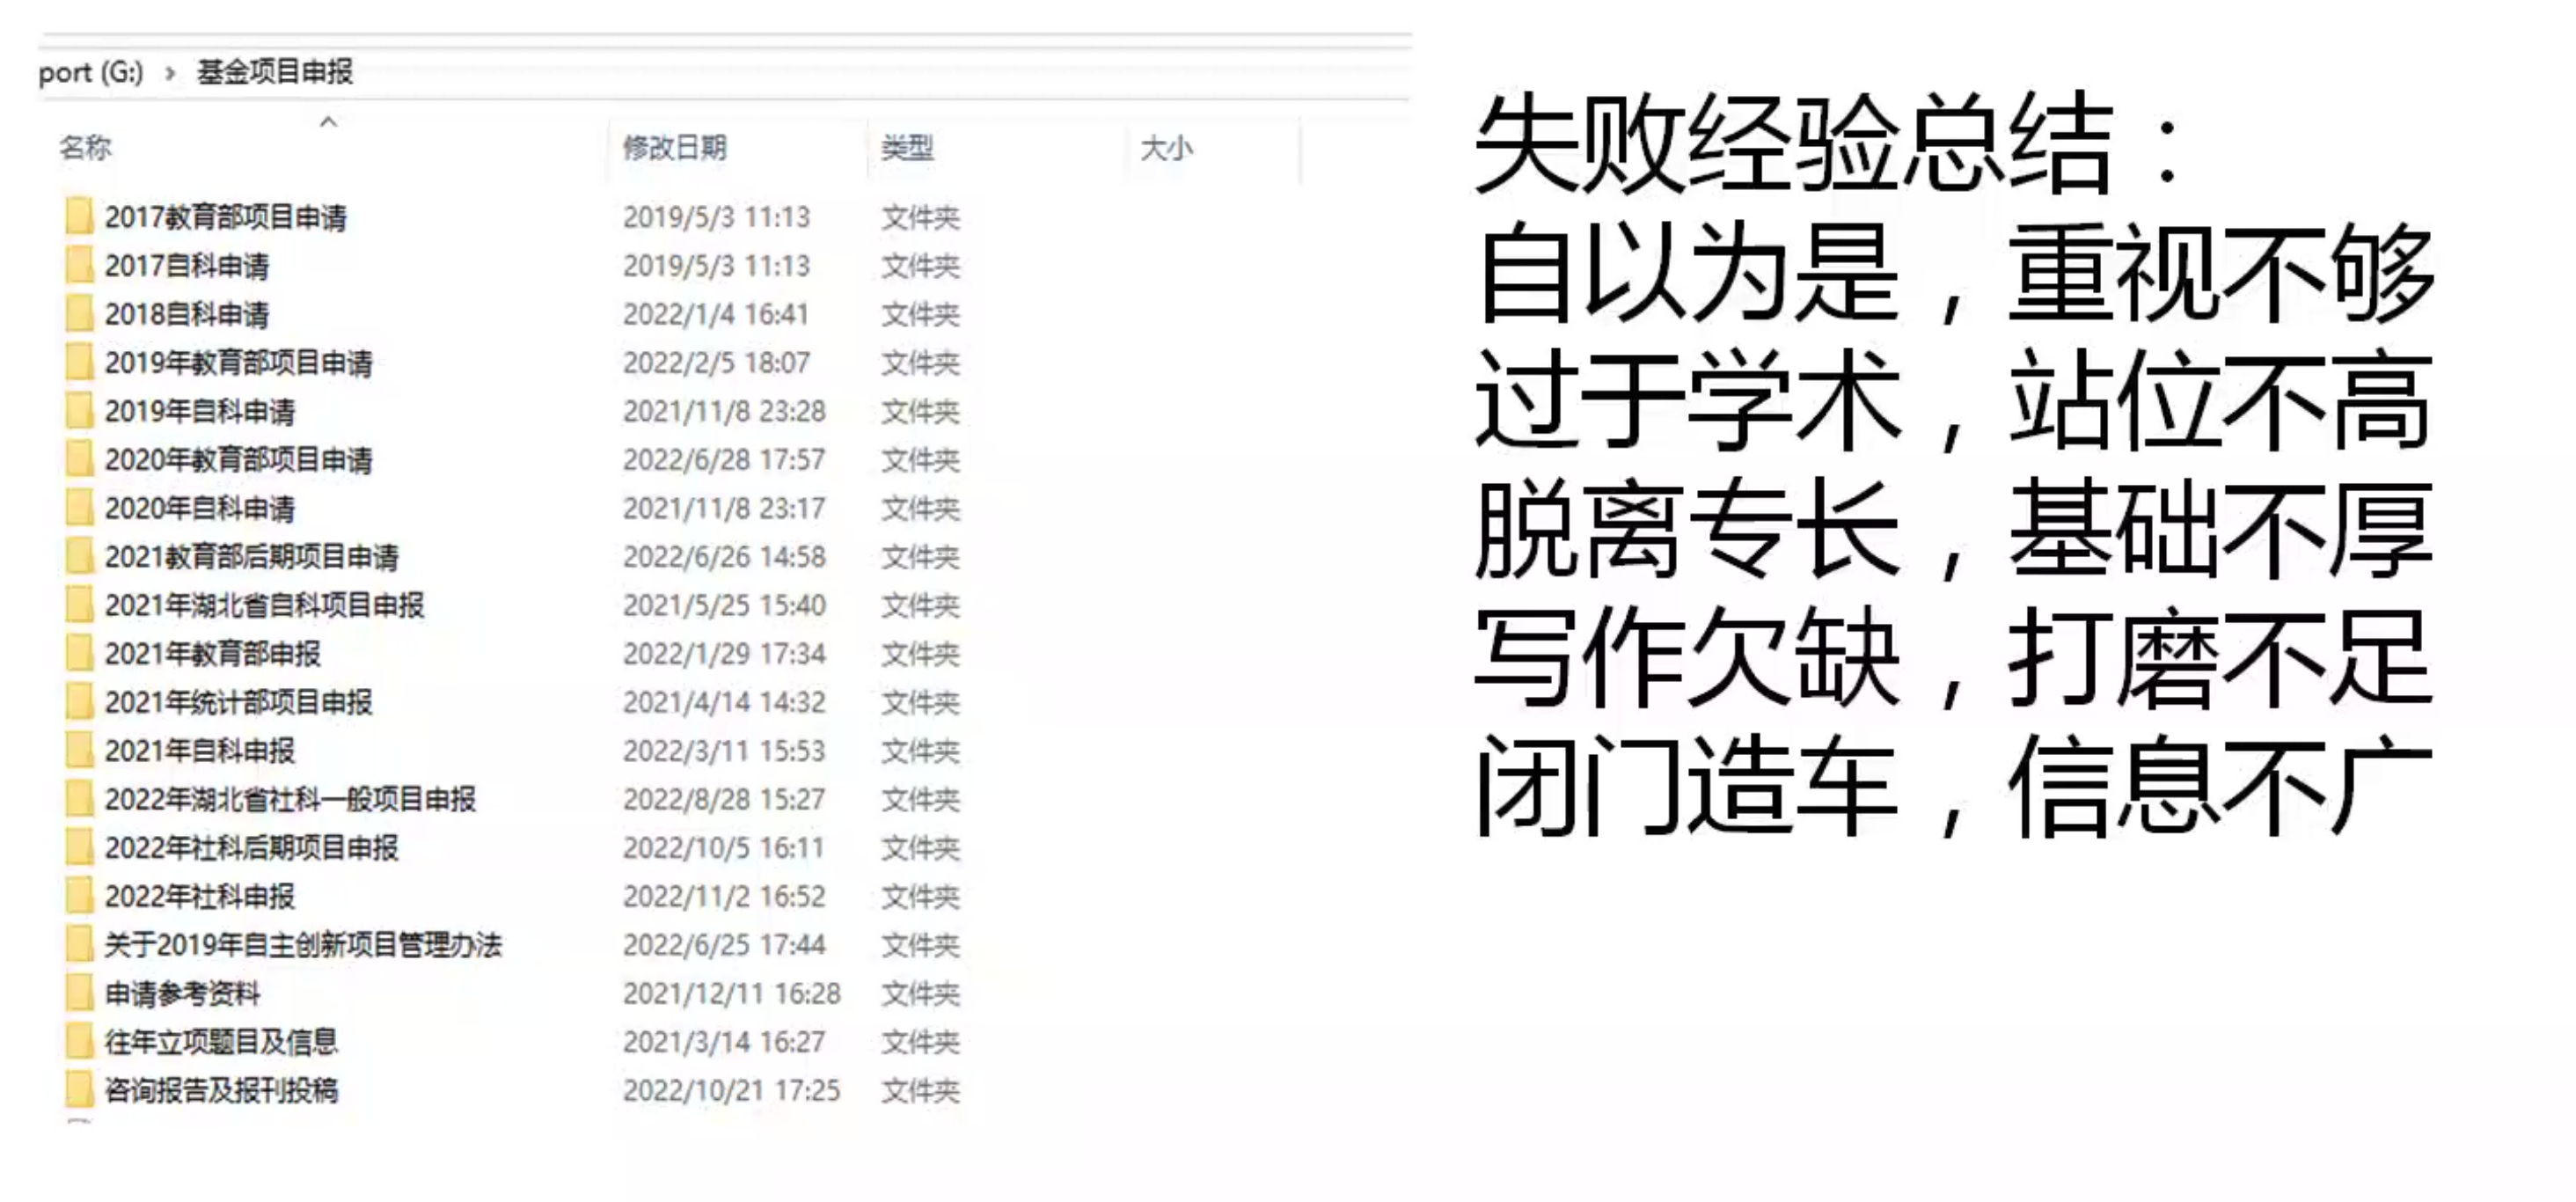 port (G:) › 基金项目申报
名称 修改日期 类型 大小
2017教育部项目申请 2019/5/3 11:13 文件夹
2017自科申请 2019/5/3 11:13 文件夹
2018自科申请 2022/1/4 16:41 文件夹
2019年教育部项目申请 2022/2/5 18:07 文件夹
2019年自科申请 2021/11/8 23:28 文件夹
2020年教育部项目申请 2022/6/28 17:57 文件夹
2020年自科申请 2021/11/8 23:17 文件夹
2021教育部后期项目申请 2022/6/26 14:58 文件夹
2021年湖北省自科项目申报 2021/5/25 15:40 文件夹
2021年教育部申报 2022/1/29 17:34 文件夹
2021年统计部项目申报 2021/4/14 14:32 文件夹
2021年自科申报 2022/3/11 15:53 文件夹
2022年湖北省社科一般项目申报 2022/8/28 15:27 文件夹
2022年社科后期项目申报 2022/10/5 16:11 文件夹
2022年社科申报 2022/11/2 16:52 文件夹
关于2019年自主创新项目管理办法 2022/6/25 17:44 文件夹
申请参考资料 2021/12/11 16:28 文件夹
往年立项题目及信息 2021/3/14 16:27 文件夹
咨询报告及报刊投稿 2022/10/21 17:25 文件夹
失败经验总结：
自以为是，重视不够
过于学术，站位不高
脱离专长，基础不厚
写作欠缺，打磨不足
闭门造车，信息不广